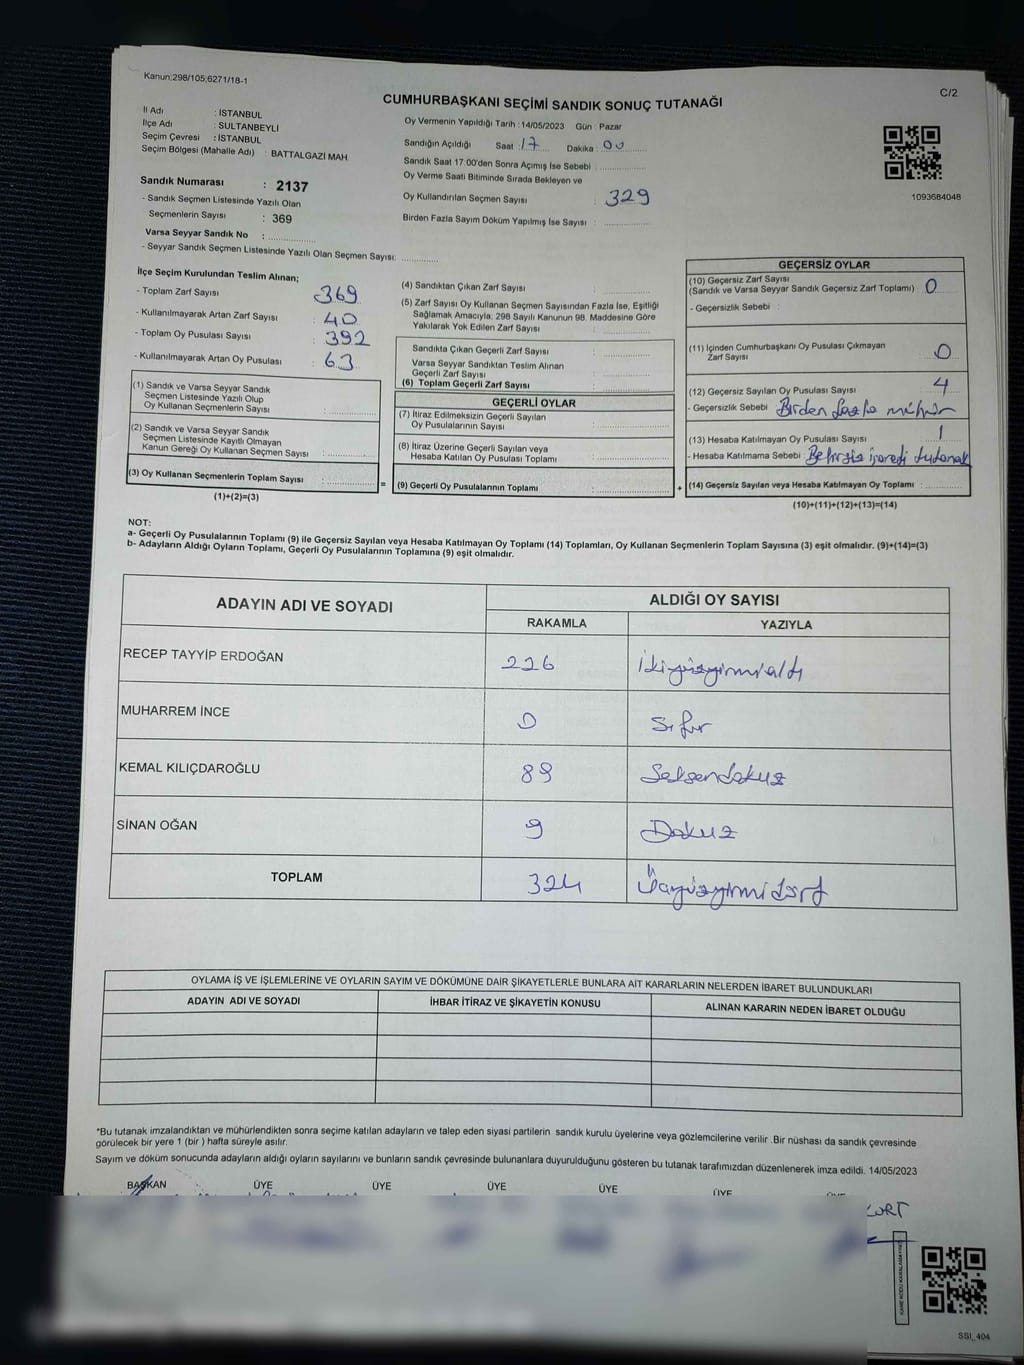 Kanun:298/105;6271/18-1
C/2
CUMHURBAŞKANI SEÇİMİ SANDIK SONUÇ TUTANAĞI
İl Adı : İSTANBUL
İlçe Adı : SULTANBEYLİ
Seçim Çevresi : İSTANBUL
Seçim Bölgesi (Mahalle Adı) : BATTALGAZİ MAH.
Sandık Numarası : 2137
- Sandık Seçmen Listesinde Yazılı Olan
Seçmenlerin Sayısı : 369
Varsa Seyyar Sandık No :
- Seyyar Sandık Seçmen Listesinde Yazılı Olan Seçmen Sayısı:
Oy Vermenin Yapıldığı Tarih : 14/05/2023 Gün : Pazar
Sandığın Açıldığı Saat : 17 Dakika : 00
Sandık Saat 17:00'den Sonra Açımış İse Sebebi :
Oy Verme Saati Bitiminde Sırada Bekleyen ve
Oy Kullandırılan Seçmen Sayısı : 329
Birden Fazla Sayım Döküm Yapılmış İse Sayısı :
1093684048
İlçe Seçim Kurulundan Teslim Alınan;
- Toplam Zarf Sayısı : 369
- Kullanılmayarak Artan Zarf Sayısı : 40
- Toplam Oy Pusulası Sayısı : 392
- Kullanılmayarak Artan Oy Pusulası : 63
(1) Sandık ve Varsa Seyyar Sandık
Seçmen Listesinde Yazılı Olup
Oy Kullanan Seçmenlerin Sayısı :
(2) Sandık ve Varsa Seyyar Sandık
Seçmen Listesinde Kayıtlı Olmayan
Kanun Gereği Oy Kullanan Seçmen Sayısı :
(3) Oy Kullanan Seçmenlerin Toplam Sayısı :
(1)+(2)=(3)
=
(4) Sandıktan Çıkan Zarf Sayısı :
(5) Zarf Sayısı Oy Kullanan Seçmen Sayısından Fazla İse, Eşitliği
Sağlamak Amacıyla; 298 Sayılı Kanunun 98. Maddesine Göre
Yakılarak Yok Edilen Zarf Sayısı :
Sandıkta Çıkan Geçerli Zarf Sayısı :
Varsa Seyyar Sandıktan Teslim Alınan
Geçerli Zarf Sayısı :
(6) Toplam Geçerli Zarf Sayısı :
GEÇERLİ OYLAR
(7) İtiraz Edilmeksizin Geçerli Sayılan
Oy Pusulalarının Sayısı :
(8) İtiraz Üzerine Geçerli Sayılan veya
Hesaba Katılan Oy Pusulası Toplamı :
(9) Geçerli Oy Pusulalarının Toplamı :
+
GEÇERSİZ OYLAR
(10) Geçersiz Zarf Sayısı
(Sandık ve Varsa Seyyar Sandık Geçersiz Zarf Toplamı) : 0
- Geçersizlik Sebebi :
(11) İçinden Cumhurbaşkanı Oy Pusulası Çıkmayan
Zarf Sayısı : 0
(12) Geçersiz Sayılan Oy Pusulası Sayısı : 4
- Geçersizlik Sebebi : Birden fazla mühür
(13) Hesaba Katılmayan Oy Pusulası Sayısı : 1
- Hesaba Katılmama Sebebi : tutanak
(14) Geçersiz Sayılan veya Hesaba Katılmayan Oy Toplamı :
(10)+(11)+(12)+(13)=(14)
NOT:
a- Geçerli Oy Pusulalarının Toplamı (9) ile Geçersiz Sayılan veya Hesaba Katılmayan Oy Toplamı (14) Toplamları, Oy Kullanan Seçmenlerin Toplam Sayısına (3) eşit olmalıdır. (9)+(14)=(3)
b- Adayların Aldığı Oyların Toplamı, Geçerli Oy Pusulalarının Toplamına (9) eşit olmalıdır.
ADAYIN ADI VE SOYADI ALDIĞI OY SAYISI
RAKAMLA YAZIYLA
RECEP TAYYİP ERDOĞAN 226 ikiyüzyirmialtı
MUHARREM İNCE 0 Sıfır
KEMAL KILIÇDAROĞLU 89 Seksendokuz
SİNAN OĞAN 9 Dokuz
TOPLAM 324 Üçyüzyirmidört
OYLAMA İŞ VE İŞLEMLERİNE VE OYLARIN SAYIM VE DÖKÜMÜNE DAİR ŞİKAYETLERLE BUNLARA AİT KARARLARIN NELERDEN İBARET BULUNDUKLARI
ADAYIN ADI VE SOYADI İHBAR İTİRAZ VE ŞİKAYETİN KONUSU ALINAN KARARIN NEDEN İBARET OLDUĞU
*Bu tutanak imzalandıktan ve mühürlendikten sonra seçime katılan adayların ve talep eden siyasi partilerin sandık kurulu üyelerine veya gözlemcilerine verilir .Bir nüshası da sandık çevresinde
görülecek bir yere 1 (bir ) hafta süreyle asılır.
Sayım ve döküm sonucunda adayların aldığı oyların sayılarını ve bunların sandık çevresinde bulunanlara duyurulduğunu gösteren bu tutanak tarafımızdan düzenlenerek imza edildi. 14/05/2023
BAŞKAN ÜYE ÜYE ÜYE ÜYE ÜYE
SSI_404